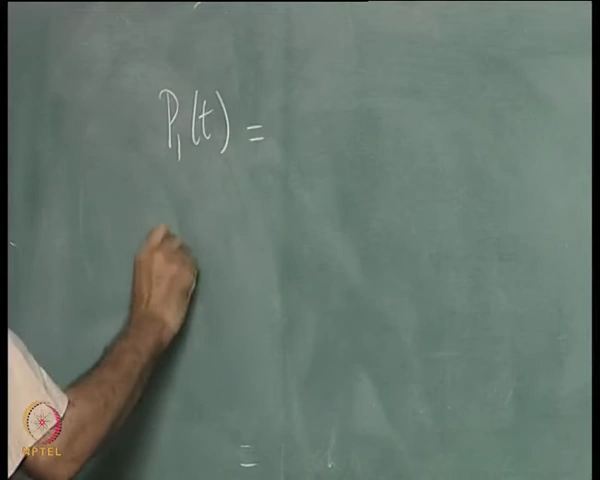 P₁(t) =
=
NPTEL